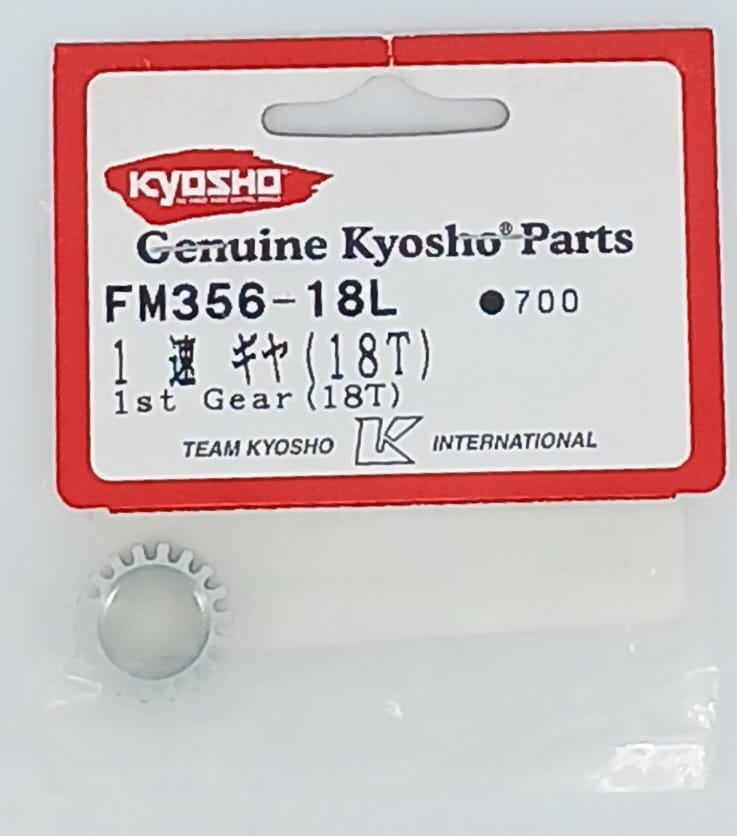 KYOSHO
Genuine Kyosho® Parts
FM356-18L ●700
1 速 ギヤ(18T)
1st Gear(18T)
TEAM KYOSHO K INTERNATIONAL